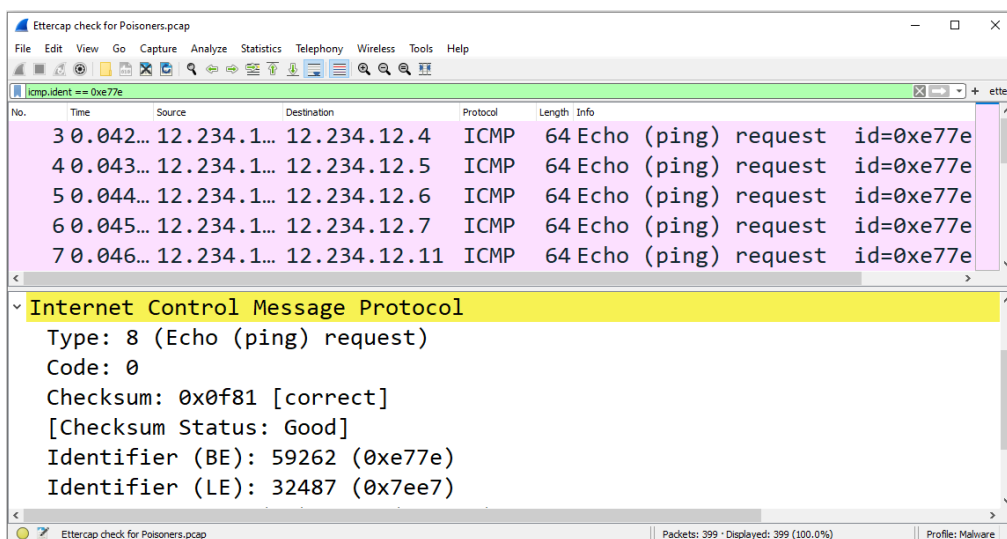 Ettercap check for Poisoners.pcap
File Edit View Go Capture Analyze Statistics Telephony Wireless Tools Help
icmp.ident == 0xe77e + ette
No. Time Source Destination Protocol Length Info
3 0.042… 12.234.1… 12.234.12.4 ICMP 64 Echo (ping) request id=0xe77e
4 0.043… 12.234.1… 12.234.12.5 ICMP 64 Echo (ping) request id=0xe77e
5 0.044… 12.234.1… 12.234.12.6 ICMP 64 Echo (ping) request id=0xe77e
6 0.045… 12.234.1… 12.234.12.7 ICMP 64 Echo (ping) request id=0xe77e
7 0.046… 12.234.1… 12.234.12.11 ICMP 64 Echo (ping) request id=0xe77e
Internet Control Message Protocol
Type: 8 (Echo (ping) request)
Code: 0
Checksum: 0x0f81 [correct]
[Checksum Status: Good]
Identifier (BE): 59262 (0xe77e)
Identifier (LE): 32487 (0x7ee7)
Ettercap check for Poisoners.pcap Packets: 399 · Displayed: 399 (100.0%) Profile: Malware